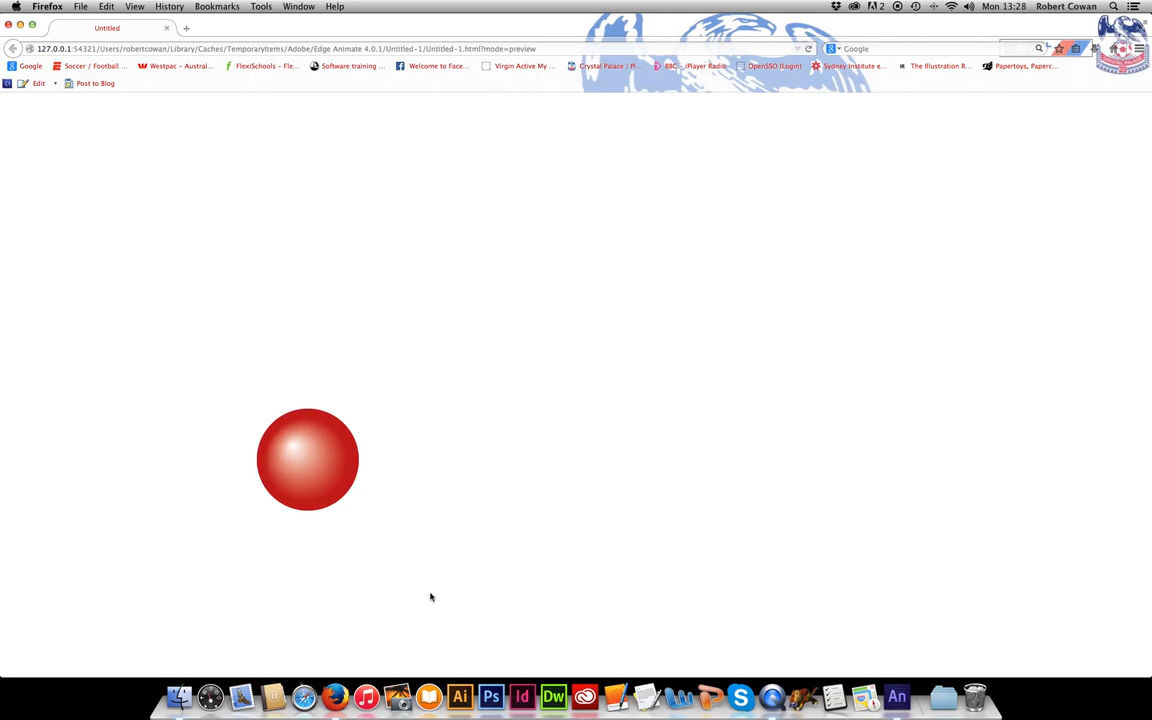 Firefox File Edit View History Bookmarks Tools Window Help 2 Mon 13:28 Robert Cowan
Untitled
127.0.0.1:54321/Users/robertcowan/Library/Caches/TemporaryItems/Adobe/Edge Animate 4.0.1/Untitled-1/Untitled-1.html?mode=preview Google
Google Soccer / Football ... Westpac - Austral... FlexiSchools - Fle... Software training ... Welcome to Face... Virgin Active My ... Crystal Palace | Pl... BBC - iPlayer Radio OpenSSO (Login) Sydney Institute e... The Illustration R... Papertoys, Paperc...
Edit Post to Blog
Ai Ps Id Dw An